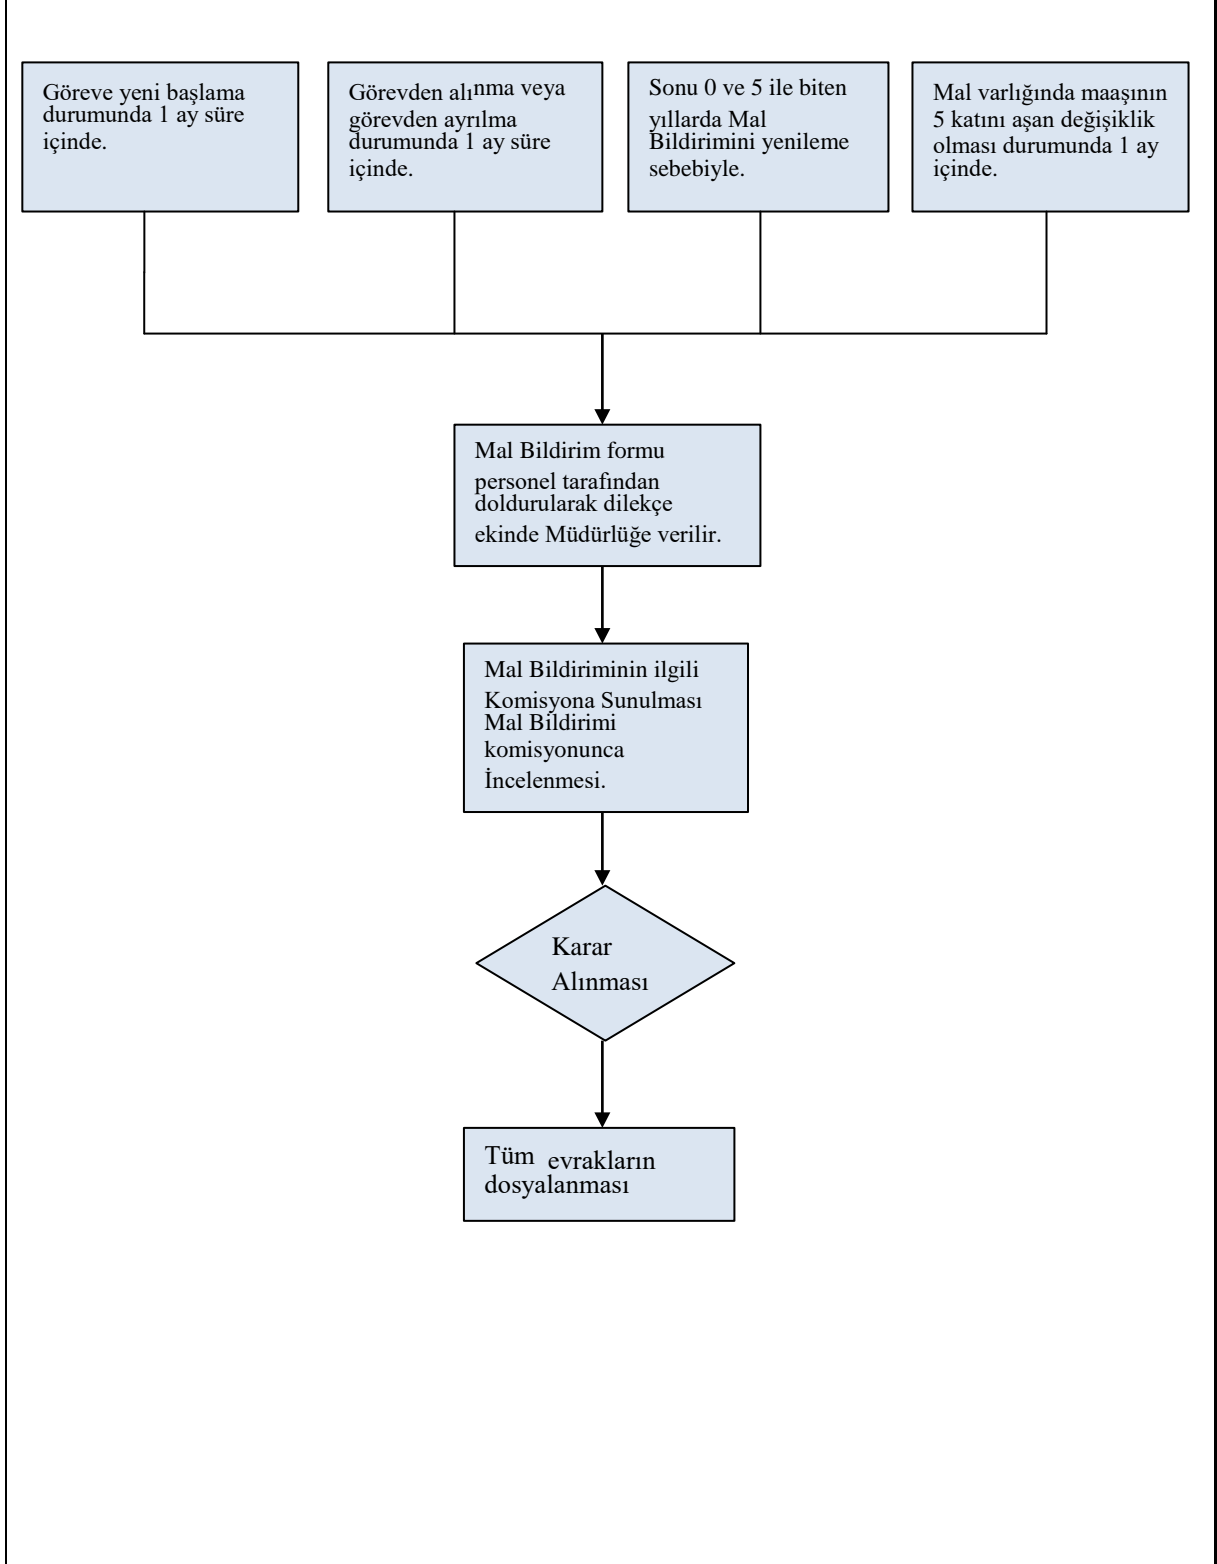 Göreve yeni başlama
durumunda 1 ay süre
içinde.
Görevden alınma veya
görevden ayrılma
durumunda 1 ay süre
içinde.
Sonu 0 ve 5 ile biten
yıllarda Mal
Bildirimini yenileme
sebebiyle.
Mal varlığında maaşının
5 katını aşan değişiklik
olması durumunda 1 ay
içinde.
Mal Bildirim formu
personel tarafından
doldurularak dilekçe
ekinde Müdürlüğe verilir.
Mal Bildiriminin ilgili
Komisyona Sunulması
Mal Bildirimi
komisyonunca
İncelenmesi.
Karar
Alınması
Tüm evrakların
dosyalanması